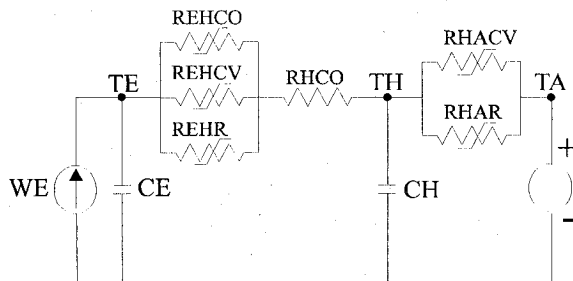 REHCO
RHACV
TE
REHCV
RHCO
TH
TA
REHR
RHAR
+
WE
CE
CH
-